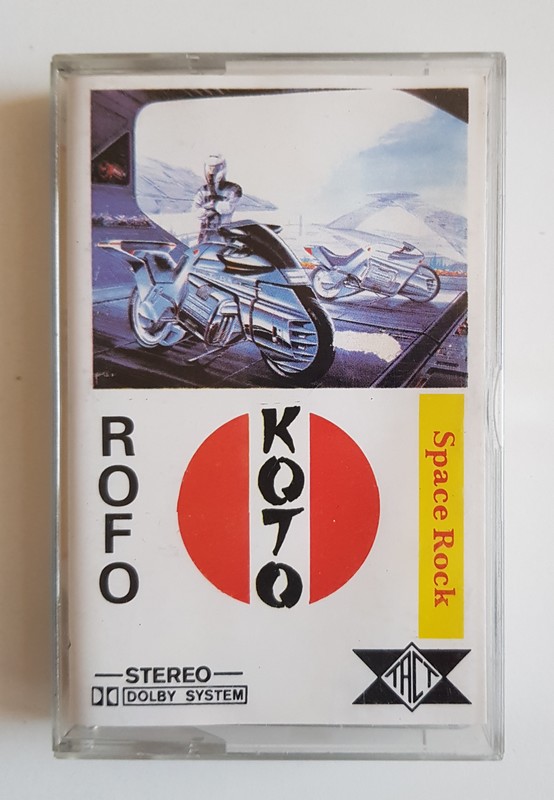 ROFO
KOTO
Space Rock
STEREO
DOLBY SYSTEM
TACT